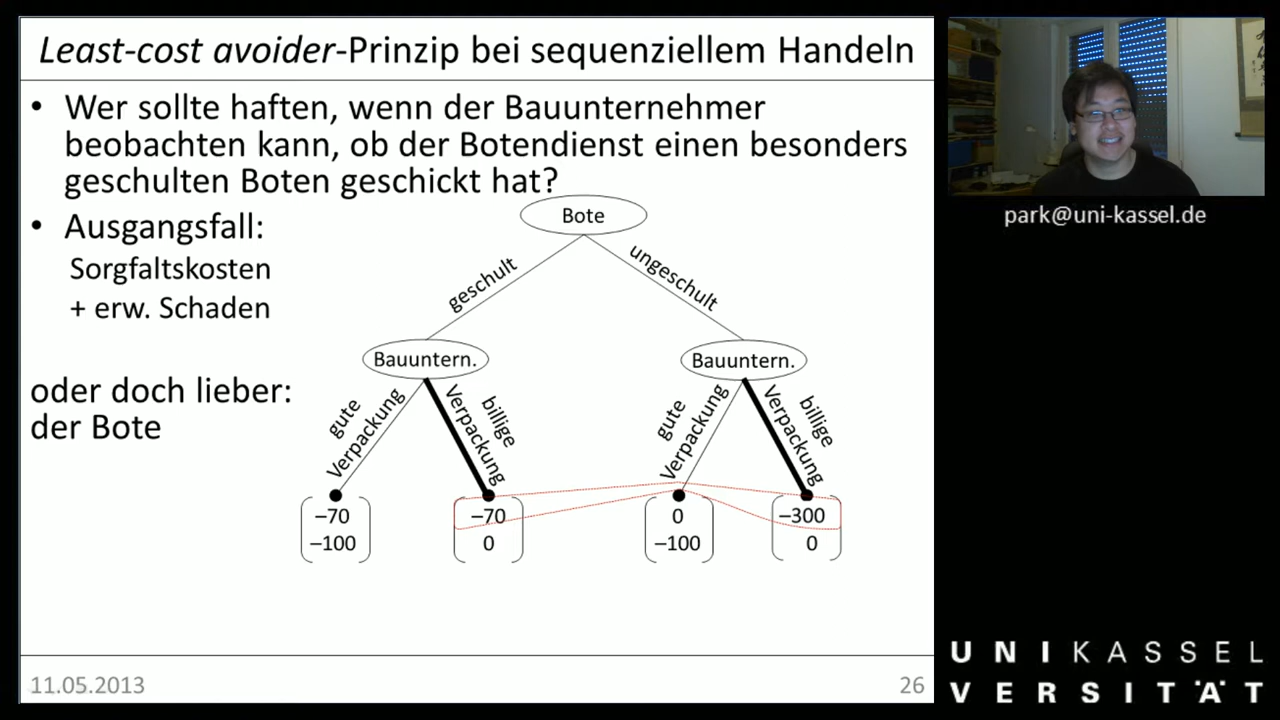 Least-cost avoider-Prinzip bei sequenziellem Handeln
• Wer sollte haften, wenn der Bauunternehmer
beobachten kann, ob der Botendienst einen besonders
geschulten Boten geschickt hat?
• Ausgangsfall:
Sorgfaltskosten
+ erw. Schaden
oder doch lieber:
der Bote
Bote
geschult
ungeschult
Bauuntern.
Bauuntern.
gute
Verpackung
billige
Verpackung
gute
Verpackung
billige
Verpackung
–70
–100
–70
0
0
–100
–300
0
11.05.2013
26
park@uni-kassel.de
UNIKASSEL
VERSITÄT